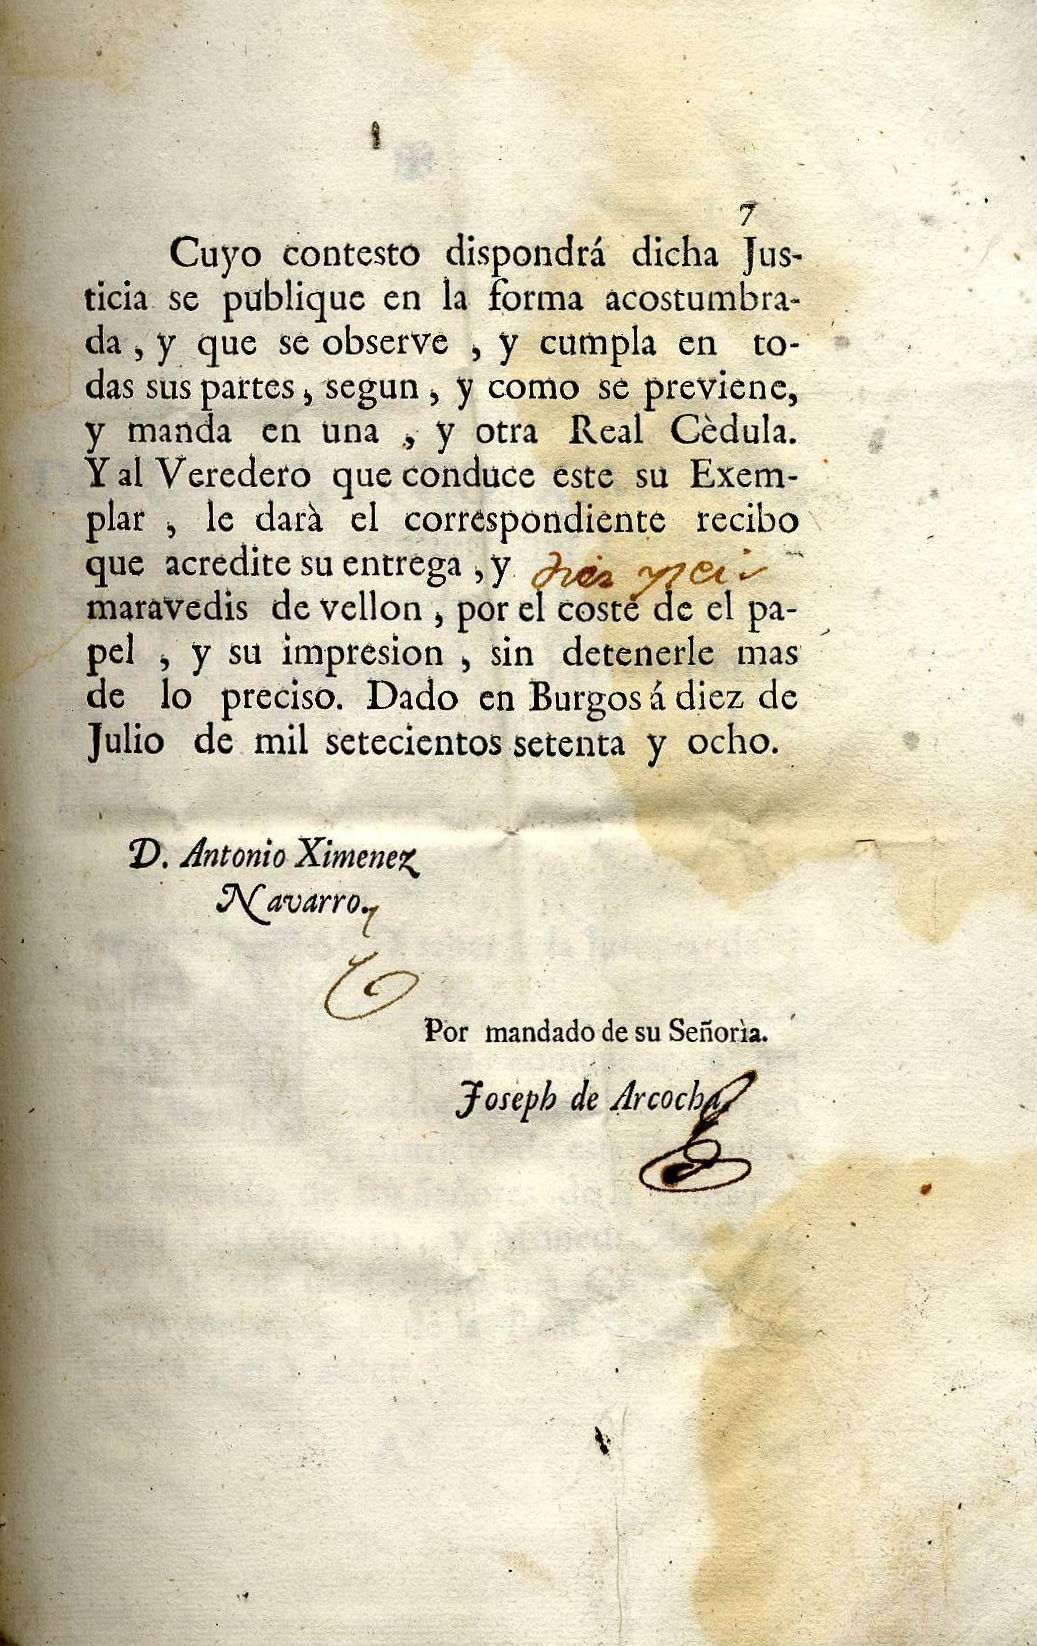 7
Cuyo contesto dispondrá dicha Jus-
ticia se publique en la forma acostumbra-
da , y que se observe , y cumpla en to-
das sus partes, segun, y como se previene,
y manda en una , y otra Real Cèdula.
Y al Veredero que conduce este su Exem-
plar , le darà el correspondiente recibo
que acredite su entrega , y diez y seis
maravedis de vellon , por el coste de el pa-
pel , y su impresion , sin detenerle mas
de lo preciso. Dado en Burgos á diez de
Julio de mil setecientos setenta y ocho.
D. Antonio Ximenez
Navarro.
Por mandado de su Señorìa.
Joseph de Arcocha,